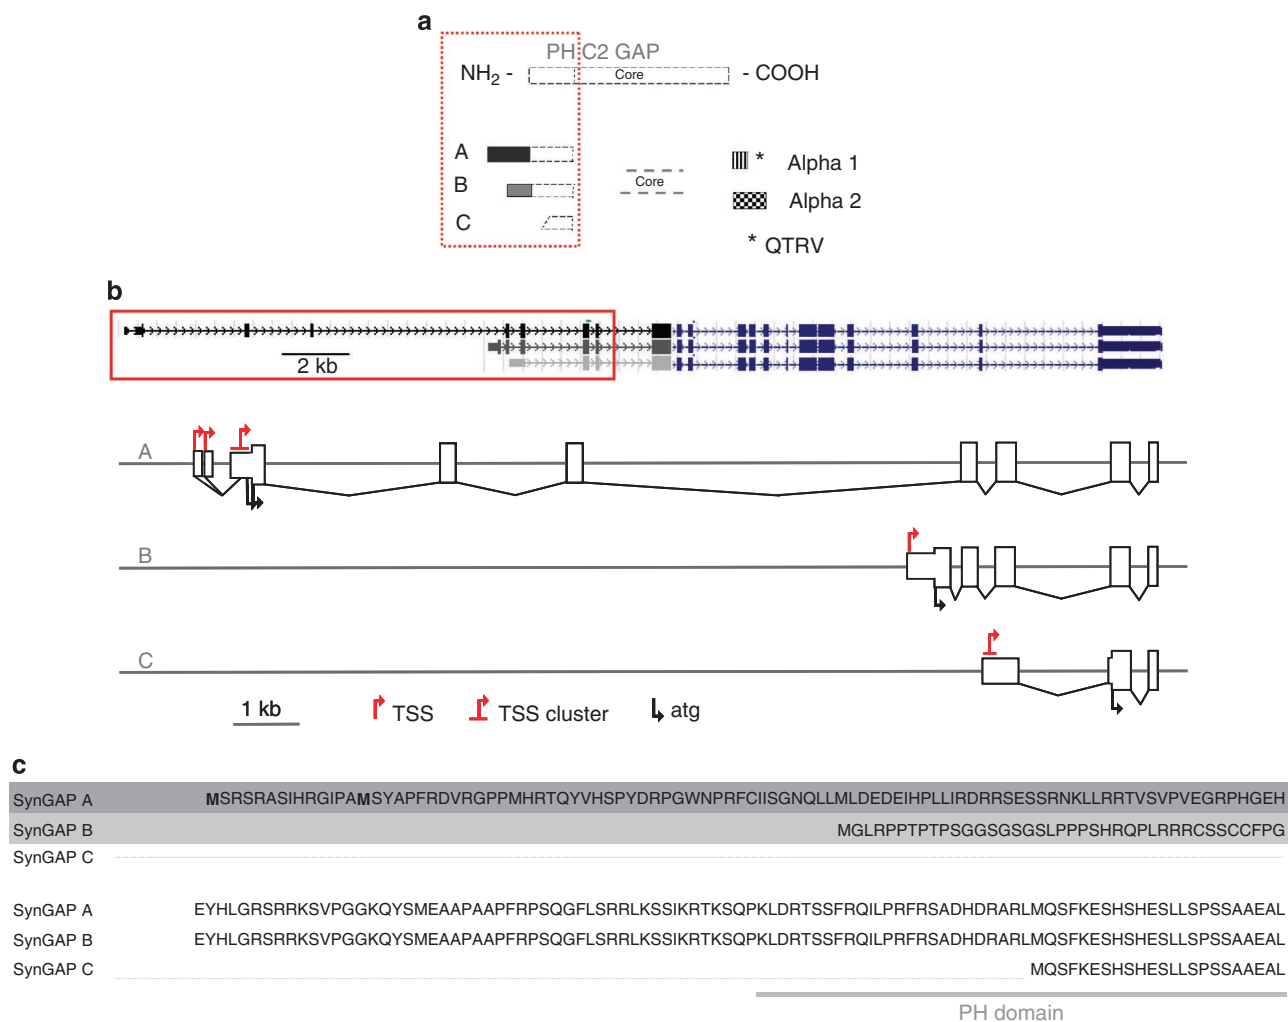 a
PH C2 GAP
NH2 - Core - COOH
A
B
C
Core
* Alpha 1
Alpha 2
* QTRV
b
2 kb
A
B
C
1 kb TSS TSS cluster atg
c
SynGAP A MSRSRASIHRGIPAMSYAPFRDVRGPPMHRTQYVHSPYDRPGWNPRFCIISGNQLLMLDEDEIHPLLIRDRRSESSRNKLLRRTVSVPVEGRPHGEH
SynGAP B MGLRPPTPTPSGGSGSGSLPPPSHRQPLRRRCSSCCFPG
SynGAP C
SynGAP A EYHLGRSRRKSVPGGKQYSMEAAPAAPFRPSQGFLSRRLKSSIKRTKSQPKLDRTSSFRQILPRFRSADHDRARLMQSFKESHSHESLLSPSSAAEAL
SynGAP B EYHLGRSRRKSVPGGKQYSMEAAPAAPFRPSQGFLSRRLKSSIKRTKSQPKLDRTSSFRQILPRFRSADHDRARLMQSFKESHSHESLLSPSSAAEAL
SynGAP C MQSFKESHSHESLLSPSSAAEAL
PH domain